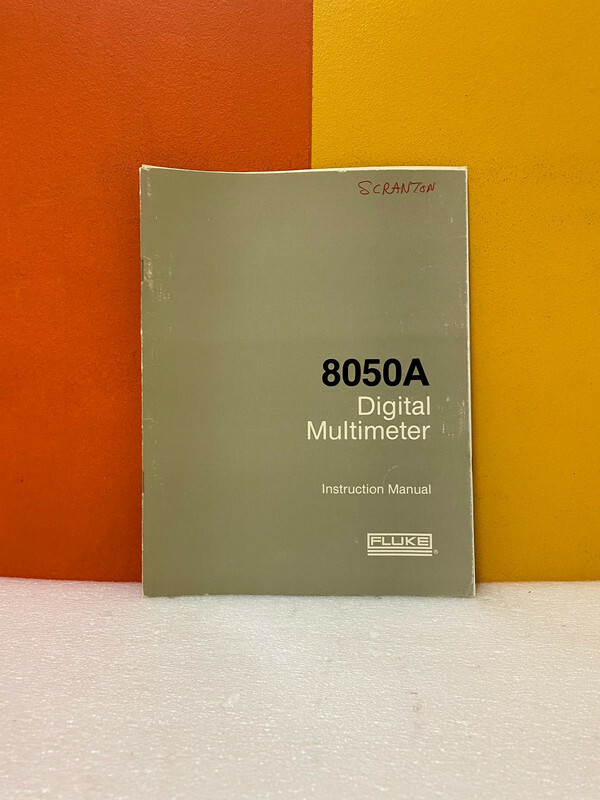 SCRANTON
8050A
Digital
Multimeter
Instruction Manual
FLUKE ®